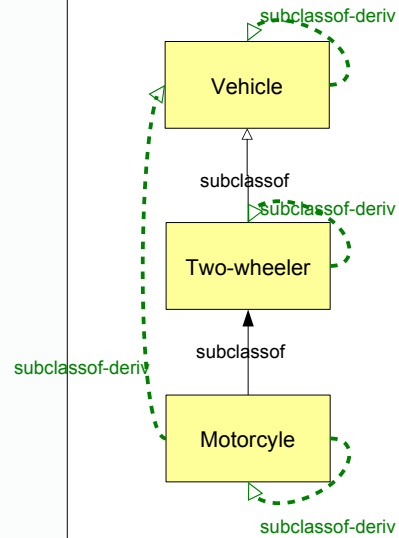 subclassof-deriv
Vehicle
subclassof
subclassof-deriv
Two-wheeler
subclassof
subclassof-deriv
Motorcyle
subclassof-deriv